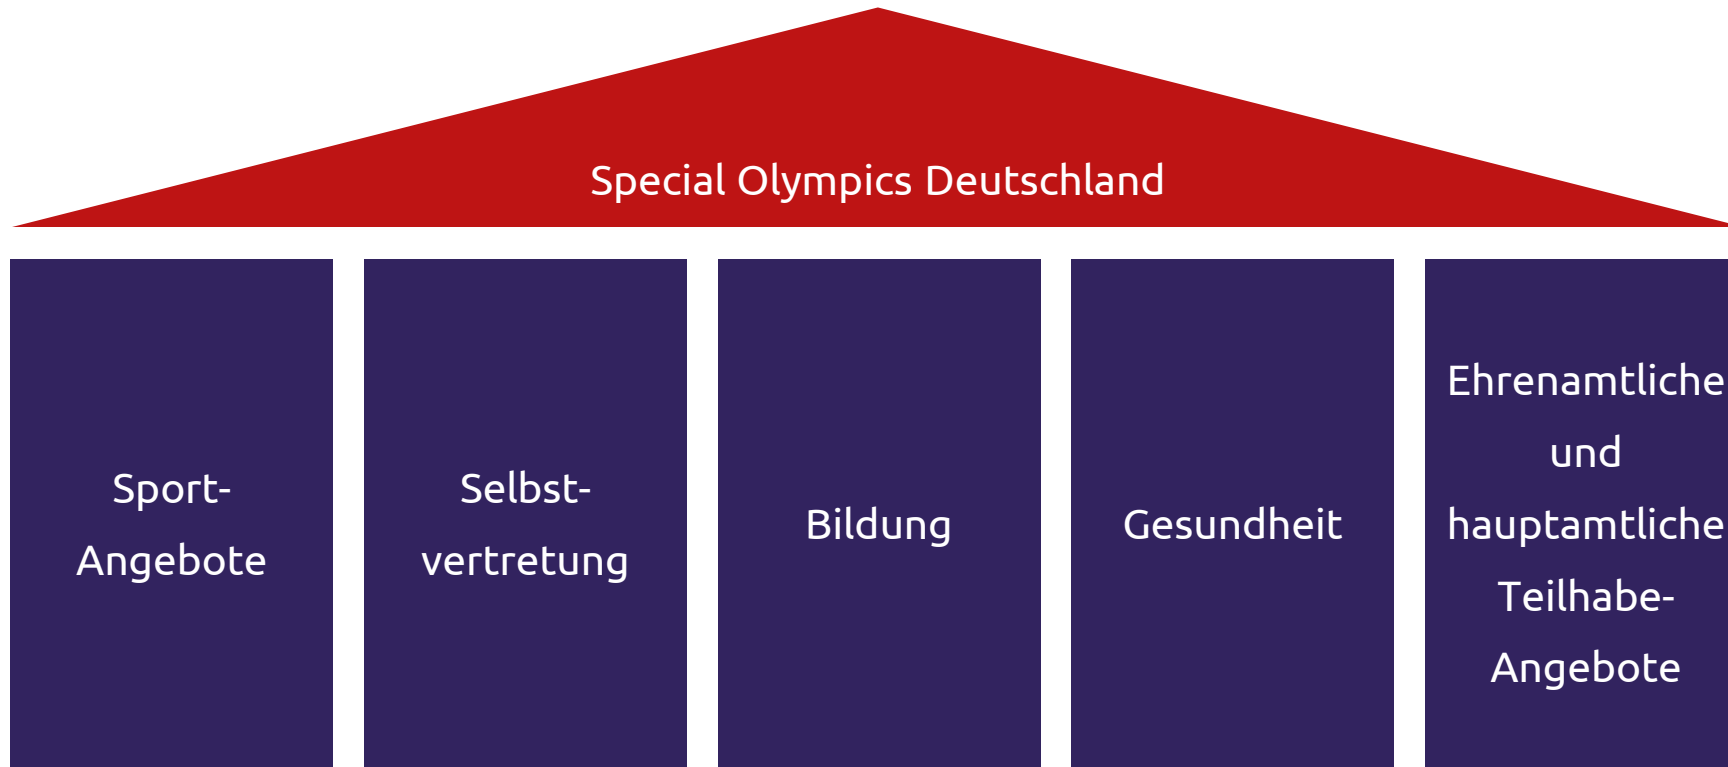 Special Olympics Deutschland
Sport-
Angebote
Selbst-
vertretung
Bildung
Gesundheit
Ehrenamtliche
und
hauptamtliche
Teilhabe-
Angebote